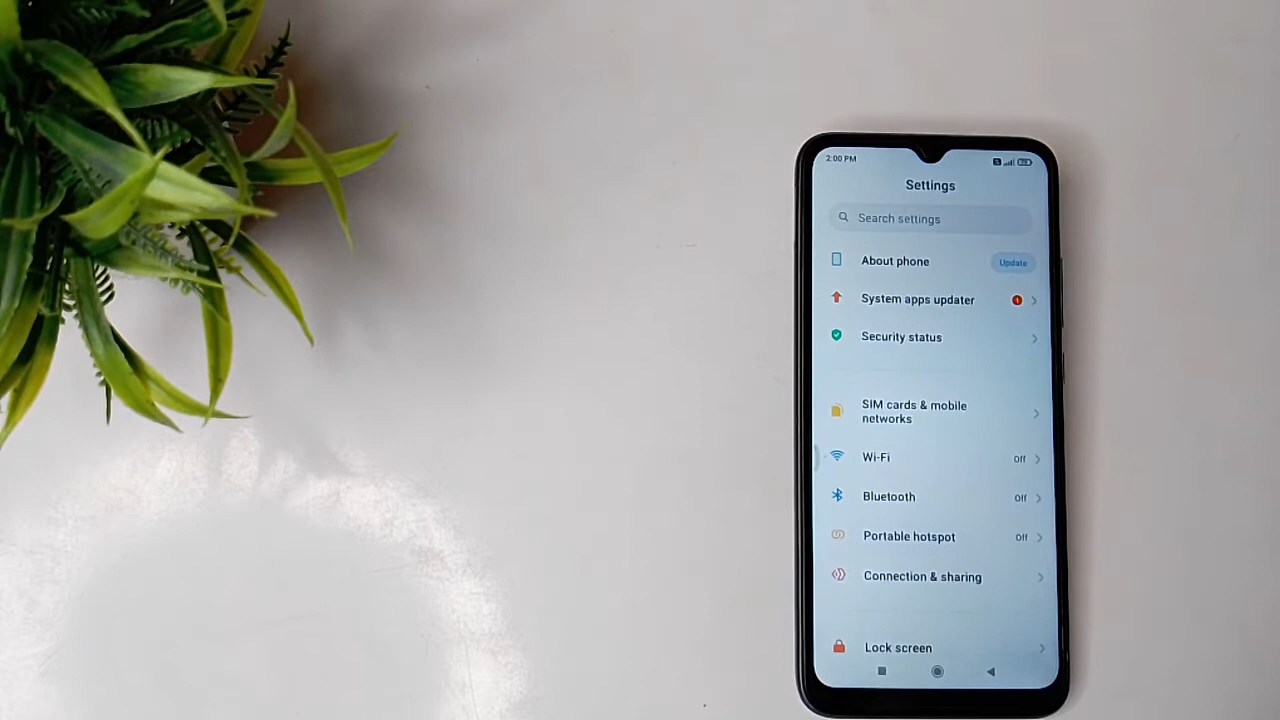 2:00 PM
Settings
Search settings
About phone
Update
System apps updater
1
Security status
SIM cards & mobile
networks
Wi-Fi
Off
Bluetooth
Off
Portable hotspot
Off
Connection & sharing
Lock screen